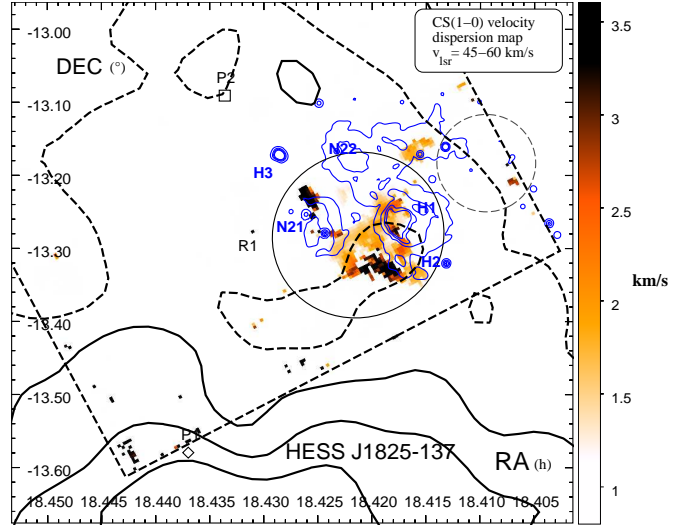 CS(1−0) velocity
dispersion map
v_lsr= 45−60 km/s
DEC (°)
-13.00
-13.10
-13.20
-13.30
-13.40
-13.50
-13.60
P2
N22
H3
H1
N21
R1
H2
P1
HESS J1825-137
RA (h)
18.450 18.445 18.440 18.435 18.430 18.425 18.420 18.415 18.410 18.405
3.5
3
2.5
2
1.5
1
km/s